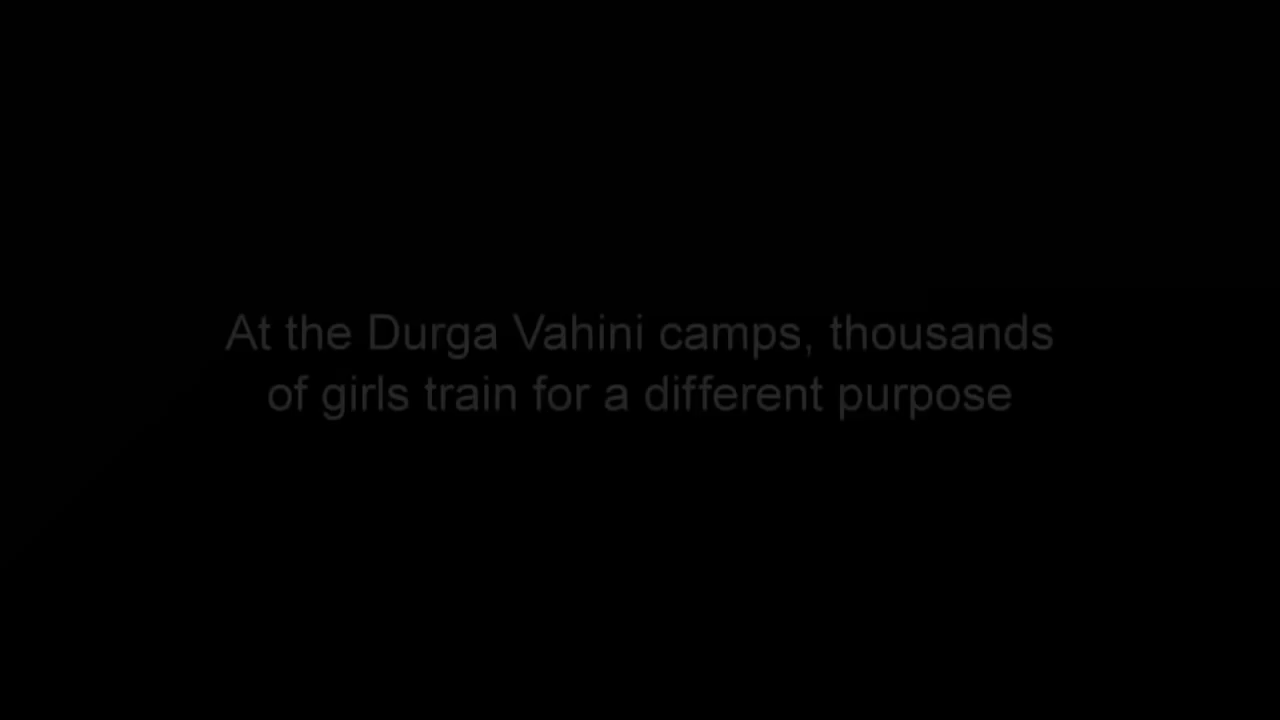 At the Durga Vahini camps, thousands
of girls train for a different purpose